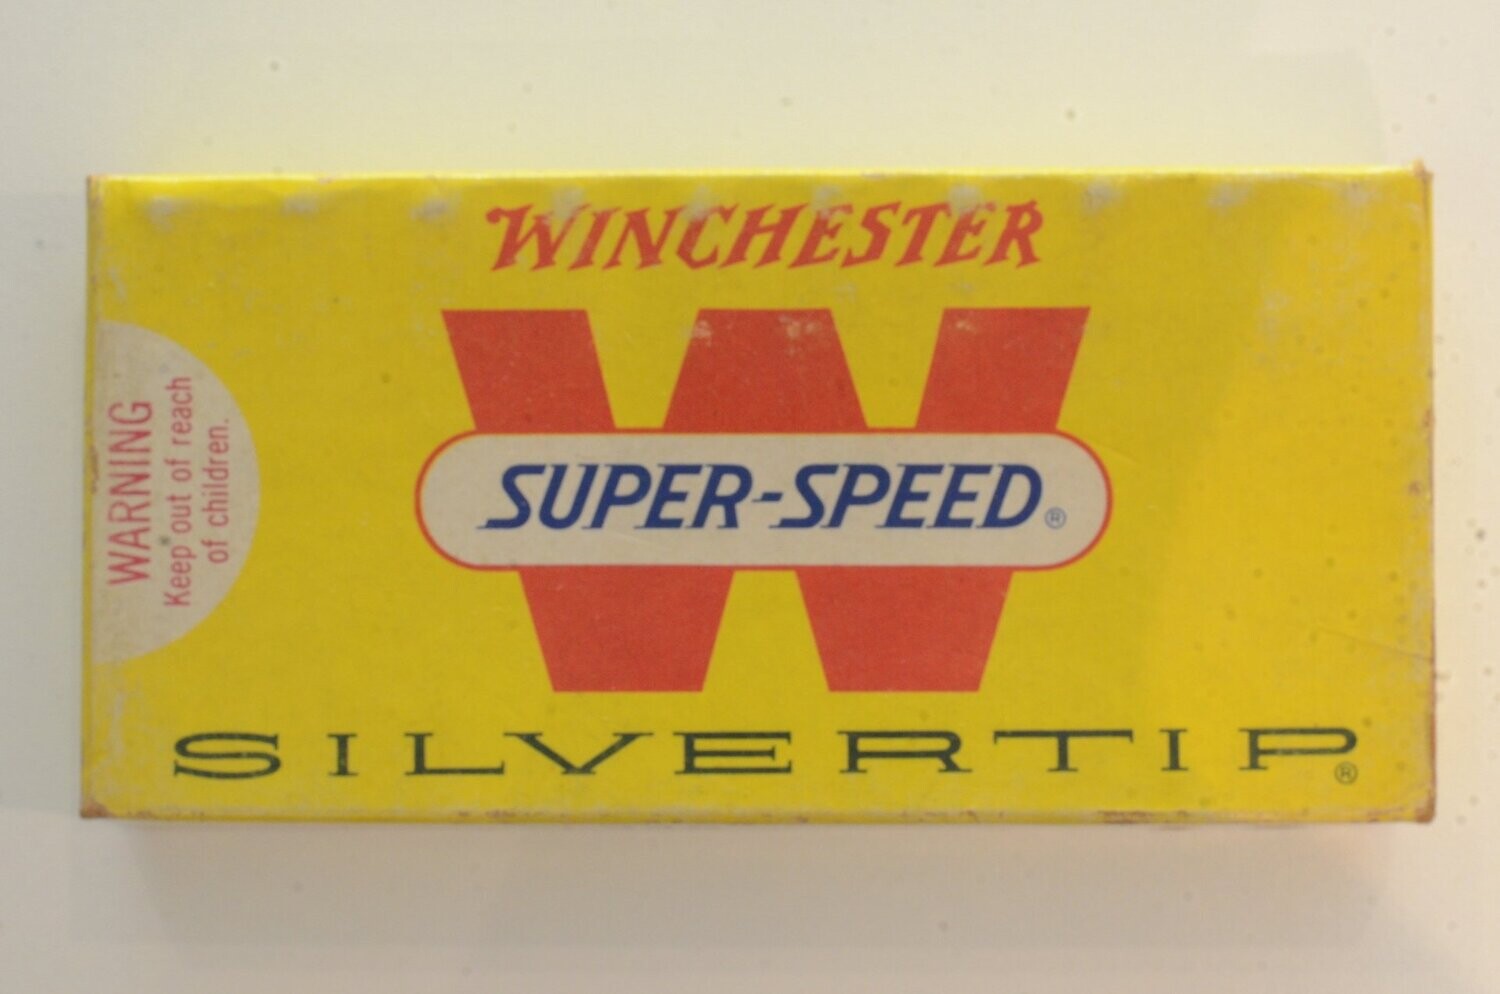 WINCHESTER
W
SUPER-SPEED®
SILVERTIP®
WARNING
Keep out of reach
of children.